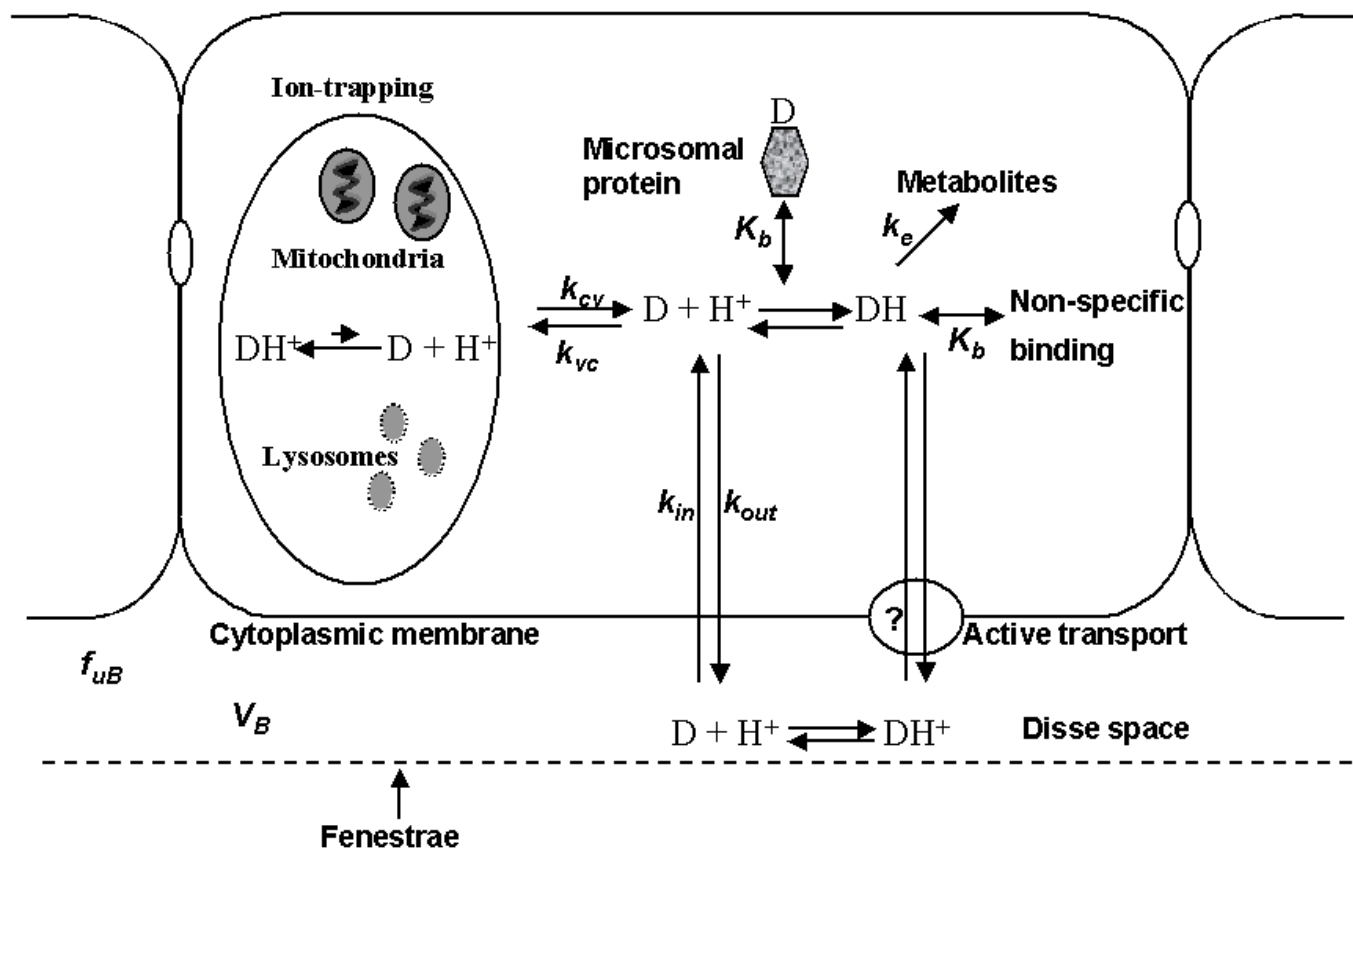 Ion-trapping
D
Microsomal
protein
Metabolites
K_b
k_e
Mitochondria
k_cv
D + H⁺
DH
Non-specific
binding
K_b
k_vc
DH⁺
D + H⁺
Lysosomes
k_in
k_out
?
Cytoplasmic membrane
Active transport
f_uB
V_B
D + H⁺
DH⁺
Disse space
Fenestrae